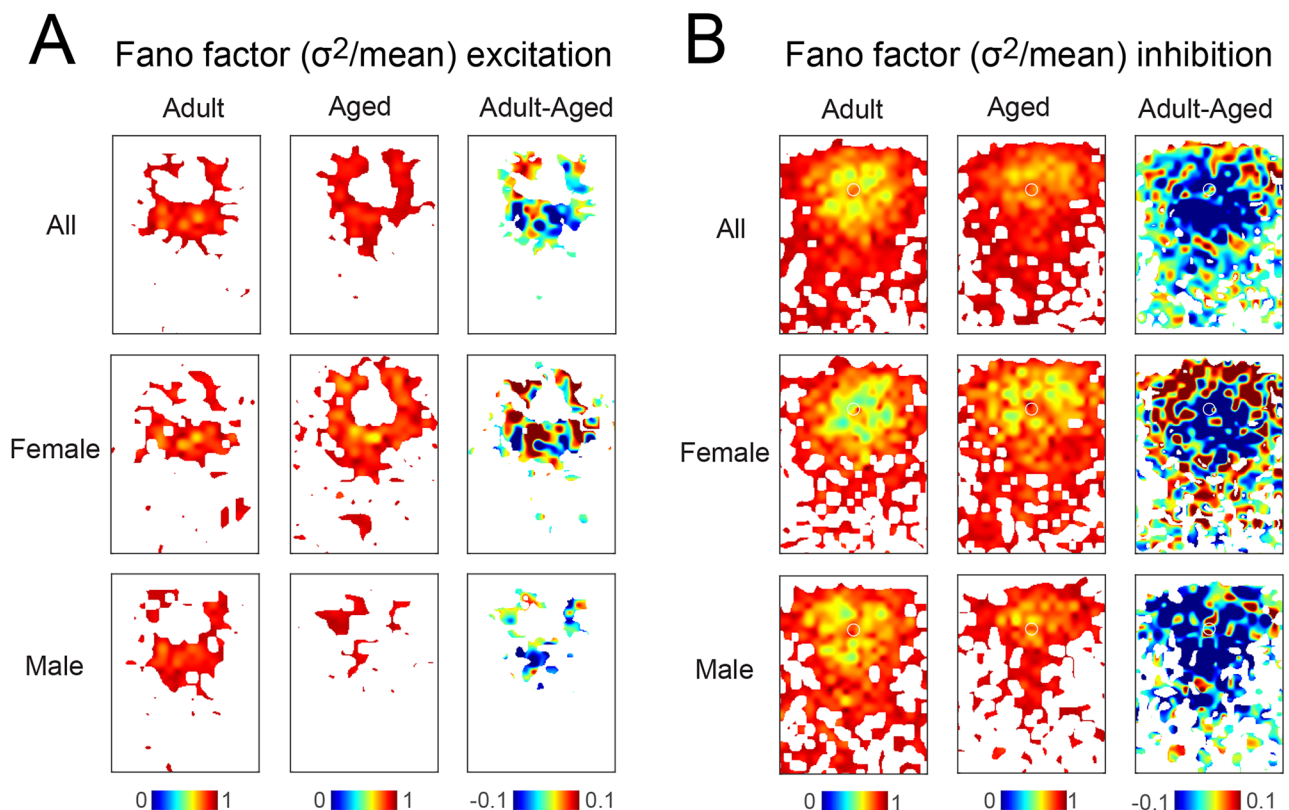 A Fano factor (σ²/mean) excitation
Adult Aged Adult-Aged
All
Female
Male
0 1 0 1 -0.1 0.1
B Fano factor (σ²/mean) inhibition
Adult Aged Adult-Aged
All
Female
Male
0 1 0 1 -0.1 0.1